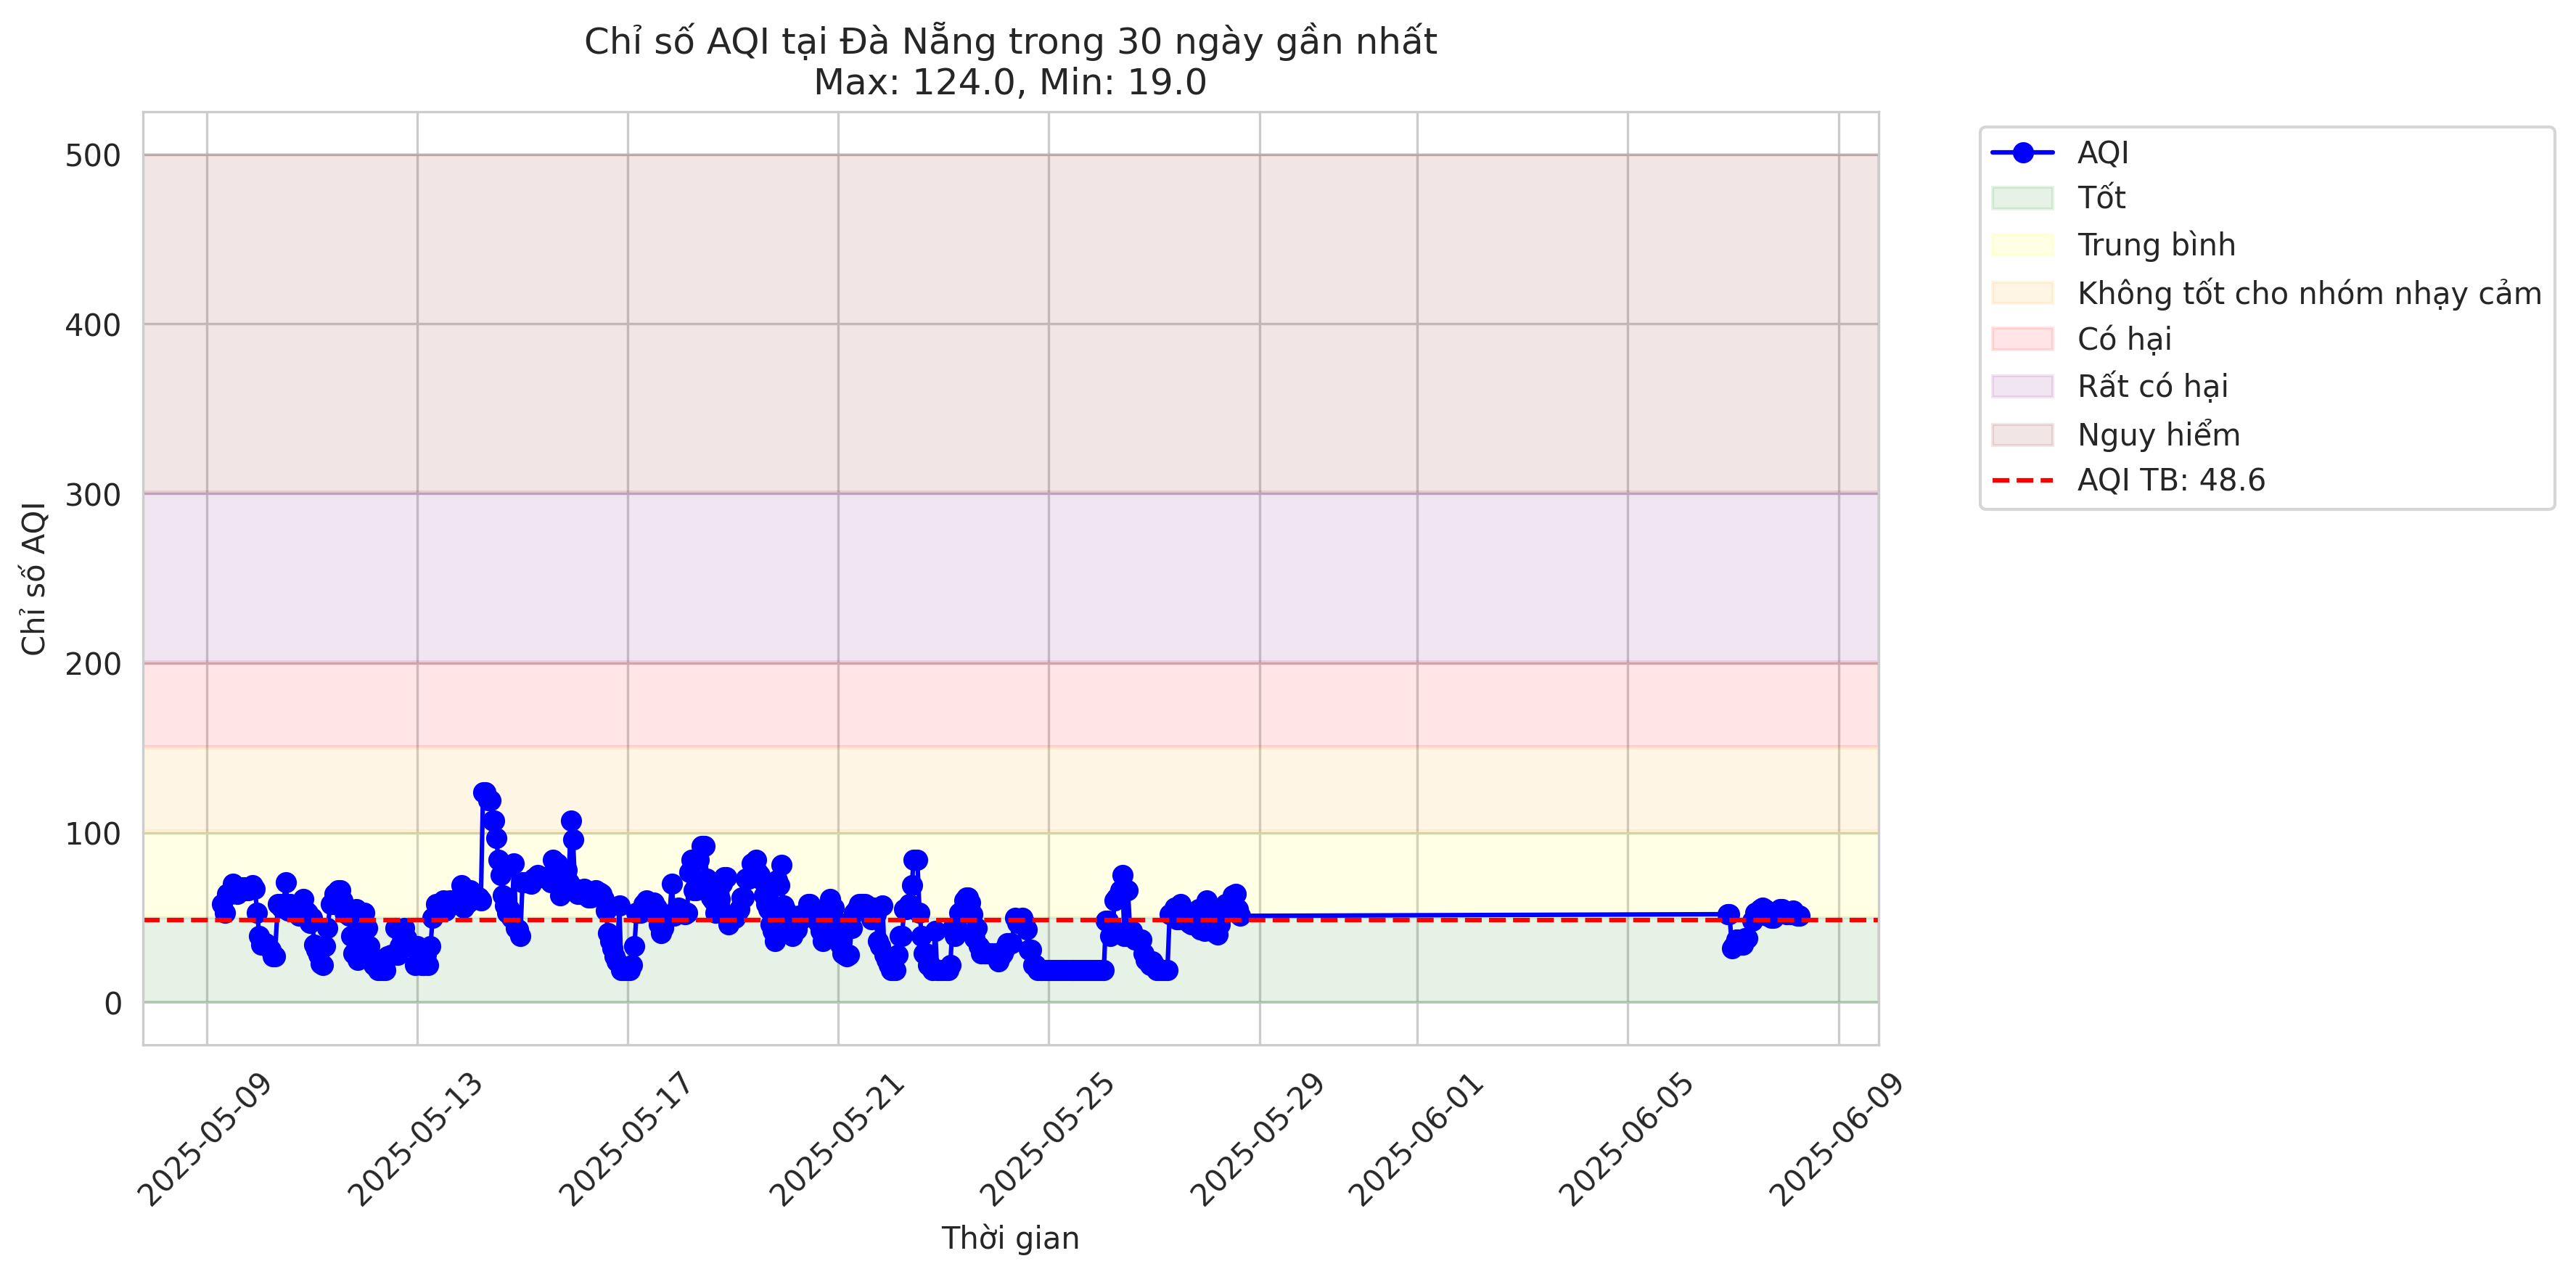 Chỉ số AQI tại Đà Nẵng trong 30 ngày gần nhất
Max: 124.0, Min: 19.0
Chỉ số AQI
500
400
300
200
100
0
2025-05-09
2025-05-13
2025-05-17
2025-05-21
2025-05-25
2025-05-29
2025-06-01
2025-06-05
2025-06-09
Thời gian
AQI
Tốt
Trung bình
Không tốt cho nhóm nhạy cảm
Có hại
Rất có hại
Nguy hiểm
AQI TB: 48.6